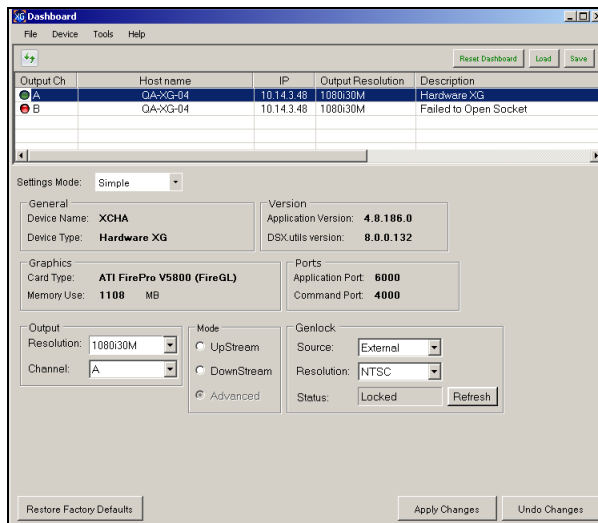 XG Dashboard
File Device Tools Help
Reset Dashboard Load Save
Output Ch Host name IP Output Resolution Description
A QA-XG-04 10.14.3.48 1080i30M Hardware XG
B QA-XG-04 10.14.3.48 1080i30M Failed to Open Socket
Settings Mode: Simple
General
Device Name: XCHA
Device Type: Hardware XG
Version
Application Version: 4.8.186.0
DSX.utils version: 8.0.0.132
Graphics
Card Type: ATI FirePro V5800 (FireGL)
Memory Use: 1108 MB
Ports
Application Port: 6000
Command Port: 4000
Output
Resolution: 1080i30M
Channel: A
Mode
UpStream
DownStream
Advanced
Genlock
Source: External
Resolution: NTSC
Status: Locked Refresh
Restore Factory Defaults Apply Changes Undo Changes